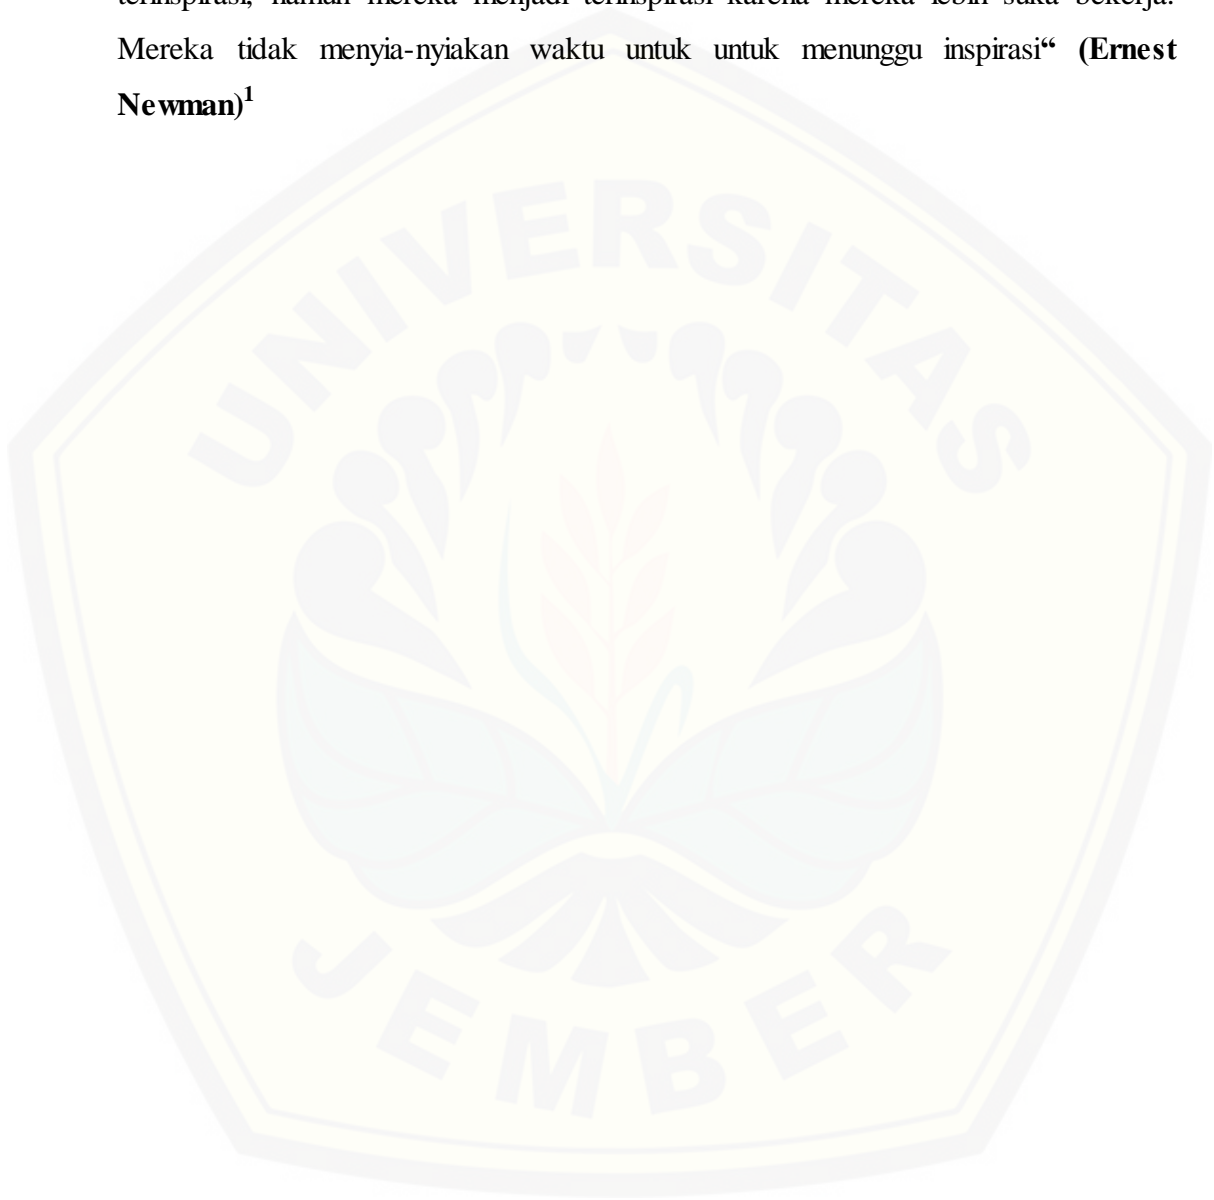 terinspirasi, namun mereka menjadi terinspirasi karena mereka lebih suka bekerja.
Mereka tidak menyia-nyiakan waktu untuk untuk menunggu inspirasi“ (Ernest
Newman)¹
UNIVERSITAS
JEMBER